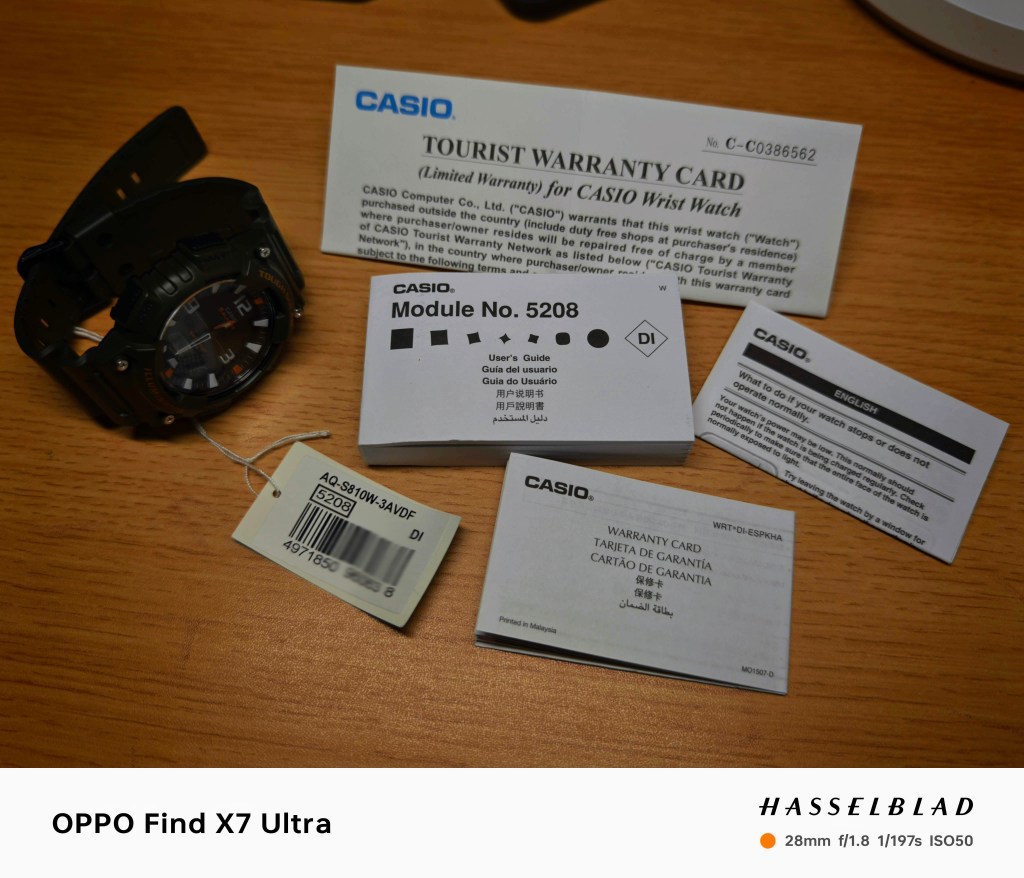 CASIO®
No. C-C0386562
TOURIST WARRANTY CARD
(Limited Warranty) for CASIO Wrist Watch
CASIO Computer Co., Ltd. ("CASIO") warrants that this wrist watch ("Watch")
purchased outside the country (include duty free shops at purchaser's residence)
where purchaser/owner resides will be repaired free of charge by a member
of CASIO Tourist Warranty Network as listed below ("CASIO Tourist Warranty
Network"), in the country where purchaser/owner
subject to the following terms and
this warranty card
12
3
CASIO®
W
Module No. 5208
DI
User's Guide
Guía del usuario
Guia do Usuário
用户说明书
用戶說明書
دليل المستخدم
CASIO®
ENGLISH
What to do if your watch stops or does not
operate normally.
Your watch's power may be low. This normally should
not happen if the watch is being charged regularly. Check
periodically to make sure that the entire face of the watch is
normally exposed to light.
Try leaving the watch by a window for
AQ-S810W-3AVDF
5208
DI
4971850
8
CASIO®
WRT*DI-ESPKHA
WARRANTY CARD
TARJETA DE GARANTÍA
CARTÃO DE GARANTIA
保修卡
保修卡
بطاقة الضمان
Printed in Malaysia
MO1507-D
OPPO Find X7 Ultra
HASSELBLAD
28mm f/1.8 1/197s ISO50